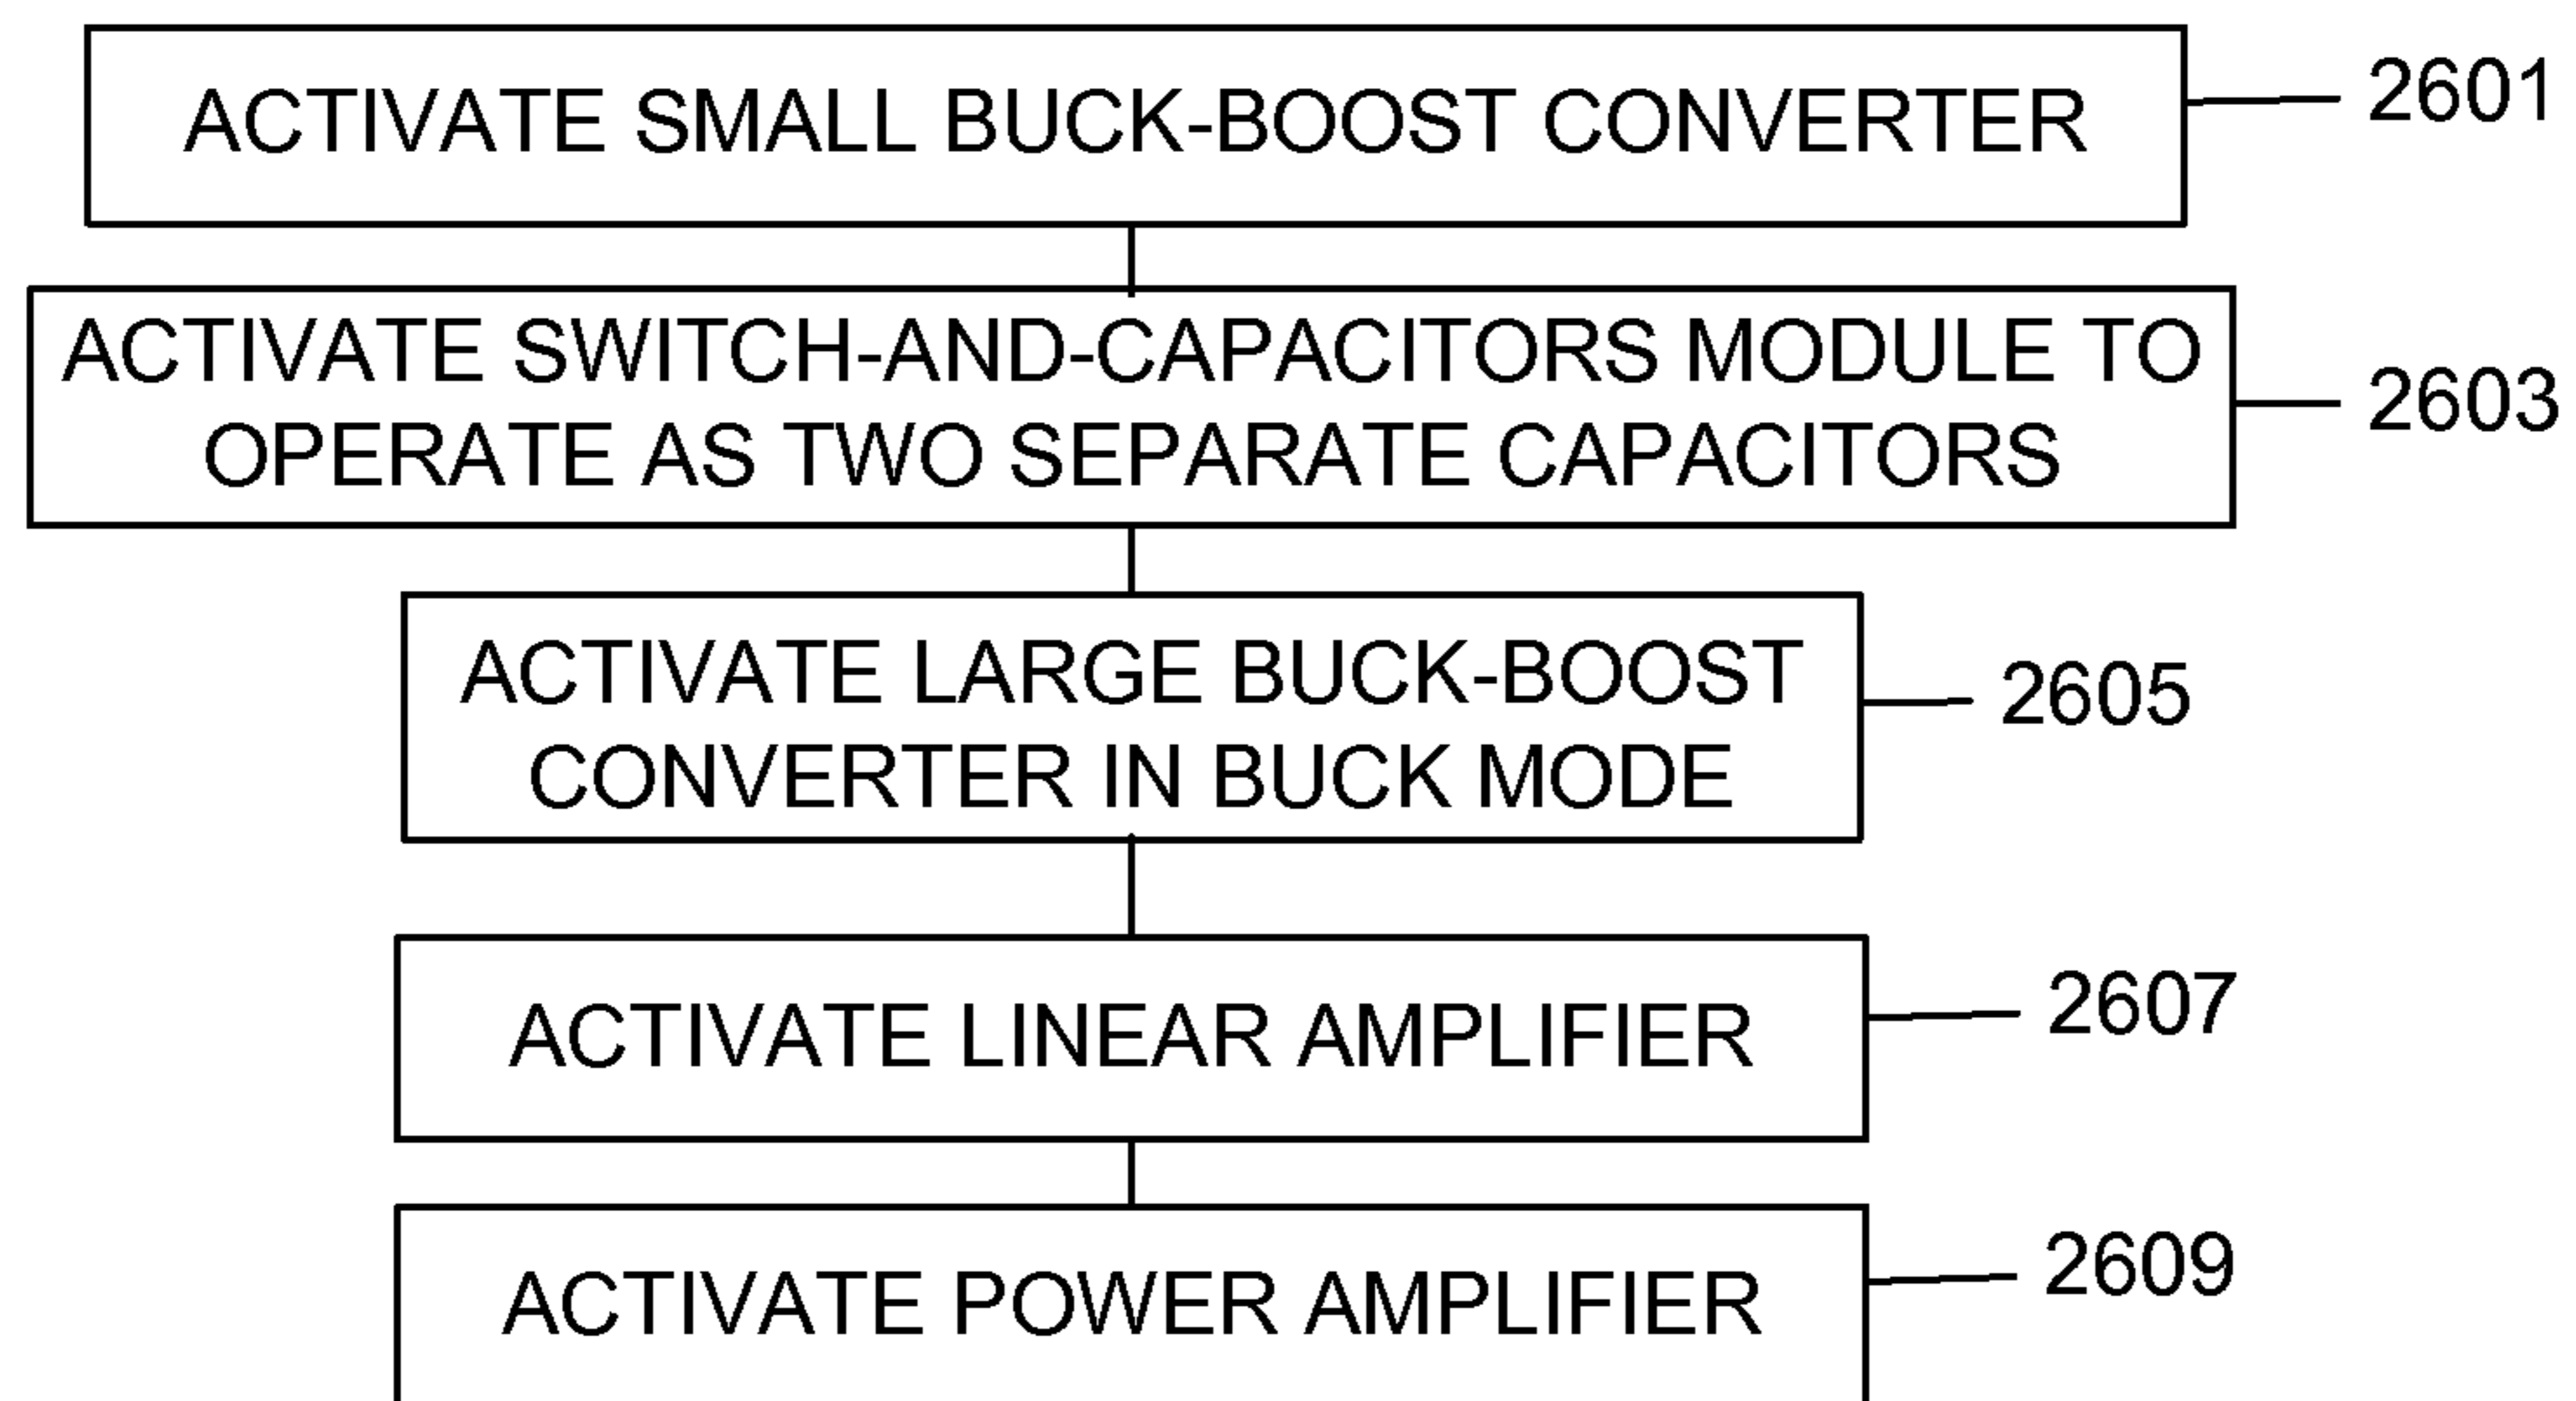 ACTIVATE SMALL BUCK-BOOST CONVERTER
2601
ACTIVATE SWITCH-AND-CAPACITORS MODULE TO
OPERATE AS TWO SEPARATE CAPACITORS
2603
ACTIVATE LARGE BUCK-BOOST
CONVERTER IN BUCK MODE
2605
ACTIVATE LINEAR AMPLIFIER
2607
ACTIVATE POWER AMPLIFIER
2609